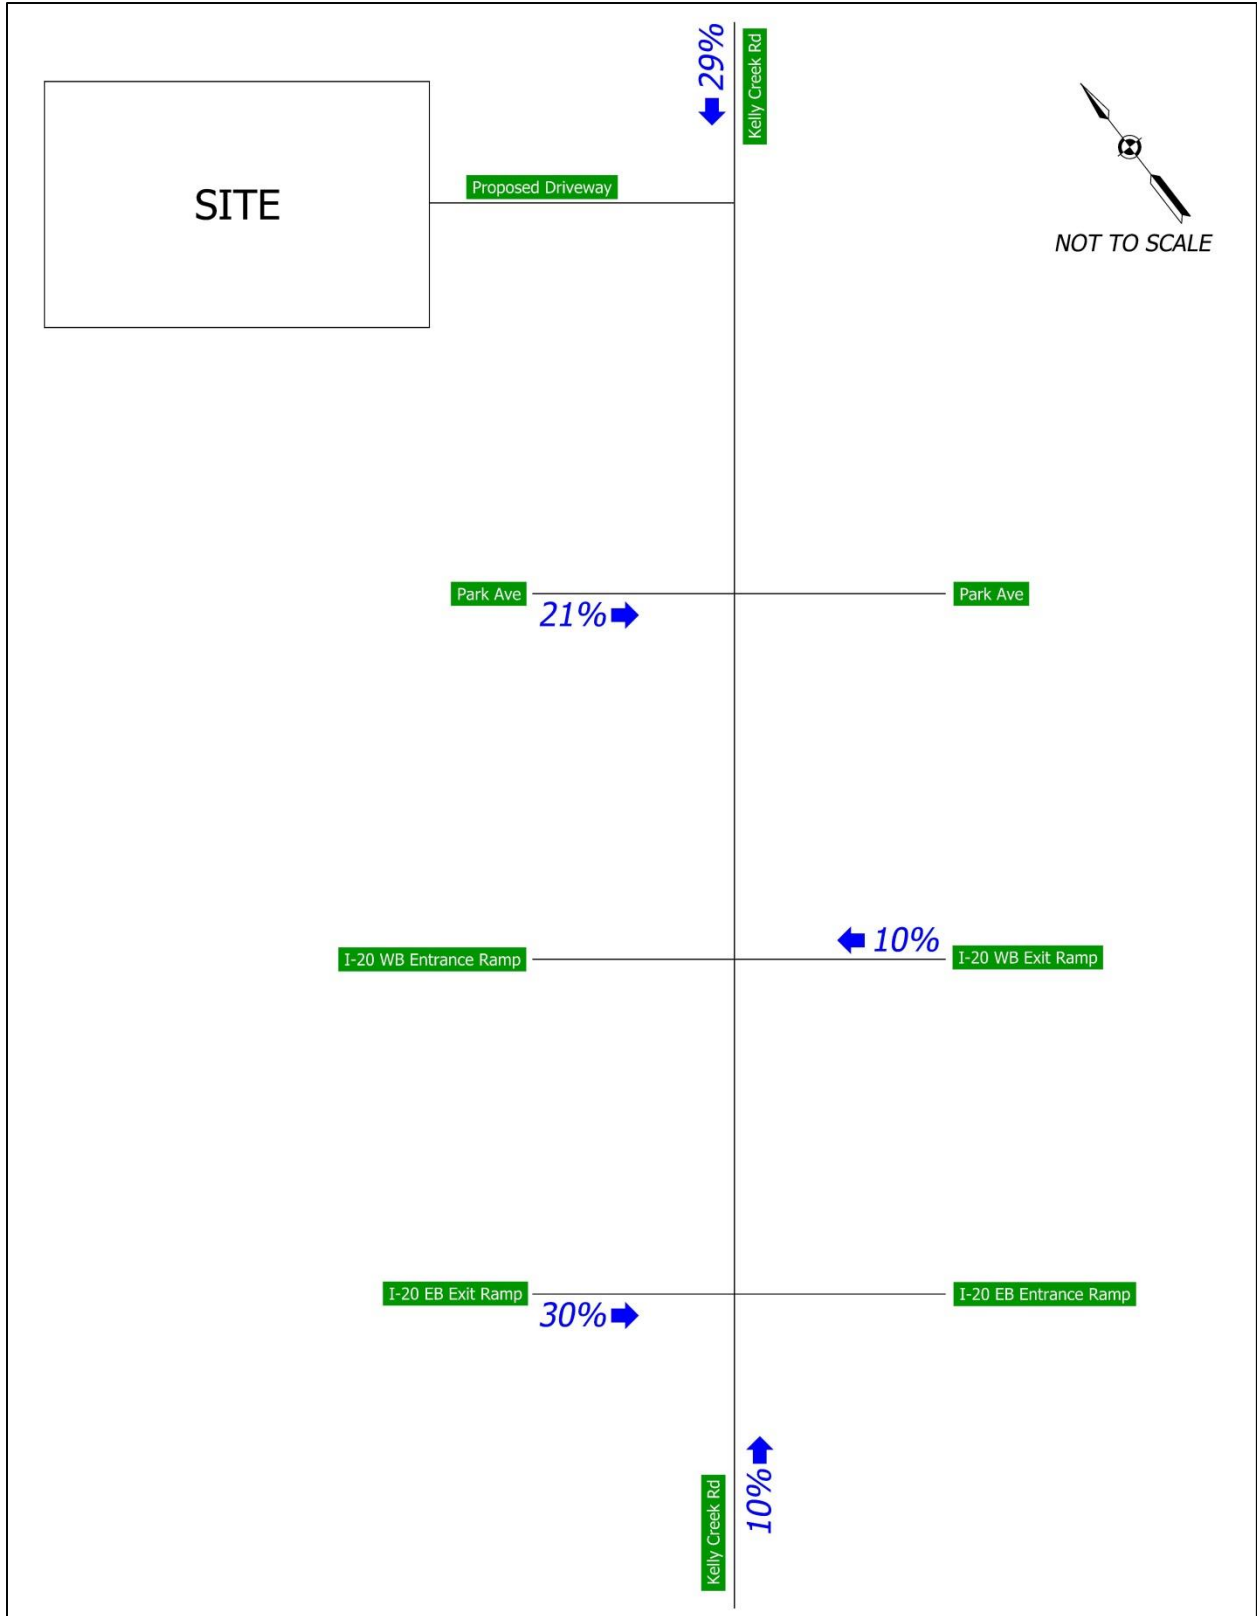 29%
Kelly Creek Rd
SITE
Proposed Driveway
NOT TO SCALE
Park Ave
21%
Park Ave
10%
I-20 WB Entrance Ramp
I-20 WB Exit Ramp
I-20 EB Exit Ramp
30%
I-20 EB Entrance Ramp
10%
Kelly Creek Rd